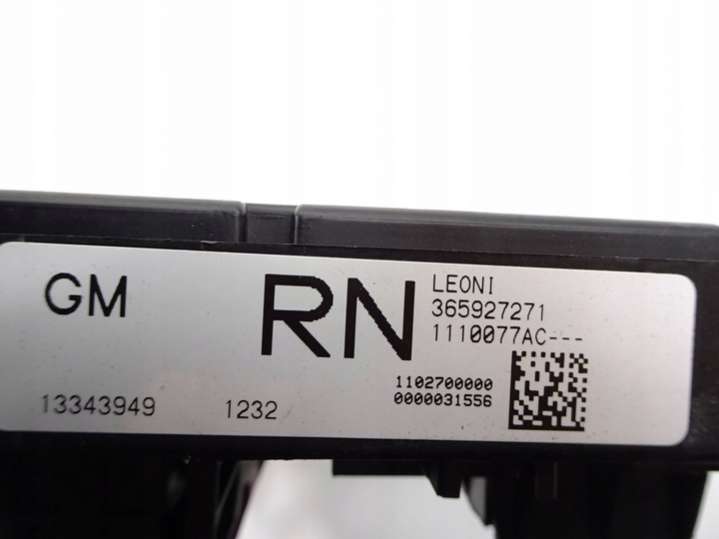 GM
RN
LEONI
365927271
1110077AC---
1102700000
0000031556
13343949
1232